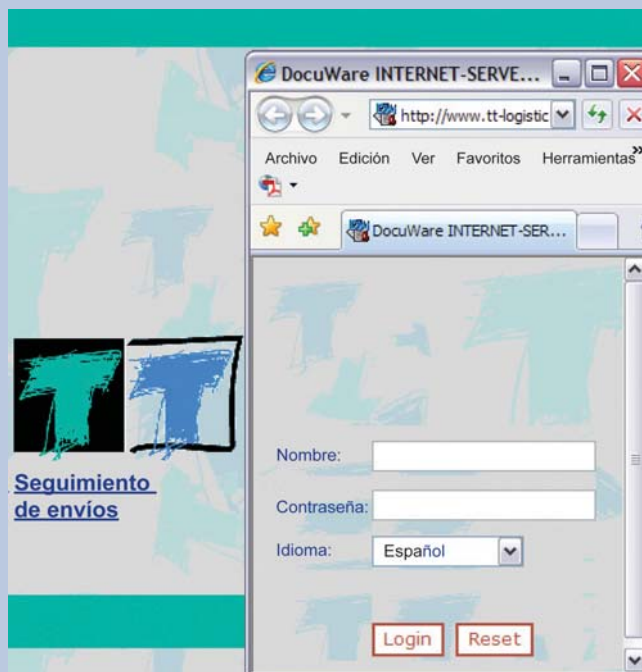 DocuWare INTERNET-SERVE...
http://www.tt-logistic
Archivo Edición Ver Favoritos Herramientas »
DocuWare INTERNET-SER...
TT
Seguimiento
de envíos
Nombre:
Contraseña:
Idioma: Español
Login Reset